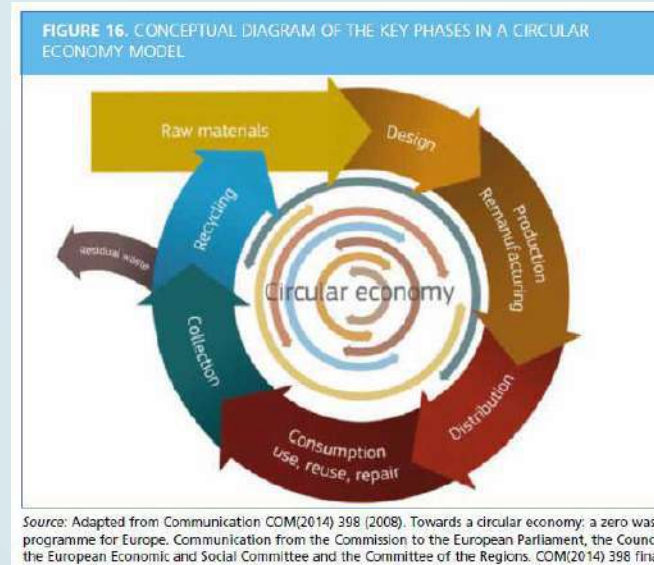 FIGURE 16. CONCEPTUAL DIAGRAM OF THE KEY PHASES IN A CIRCULAR
ECONOMY MODEL
Raw materials
Design
Production
Remanufacturing
Distribution
Consumption
use, reuse, repair
Collection
Recycling
Residual waste
Circular economy
Source: Adapted from Communication COM(2014) 398 (2008). Towards a circular economy: a zero was
programme for Europe. Communication from the Commission to the European Parliament, the Counc
the European Economic and Social Committee and the Committee of the Regions. COM(2014) 398 fina